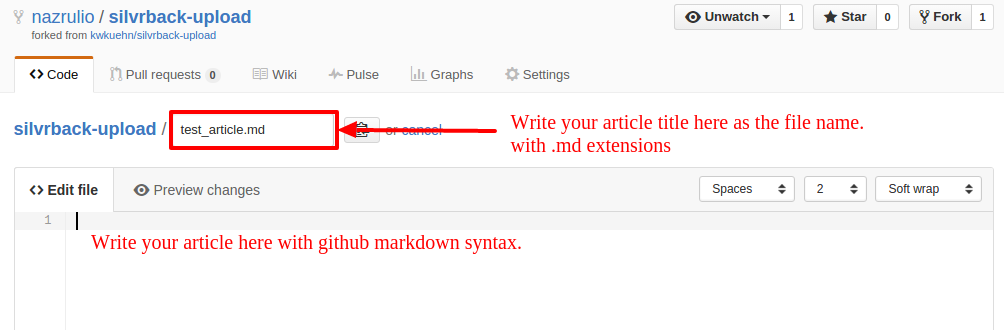 nazrulio / silvrback-upload Unwatch 1 Star 0 Fork 1
forked from kwkuehn/silvrback-upload
Code Pull requests 0 Wiki Pulse Graphs Settings
silvrback-upload / test_article.md or cancel
Write your article title here as the file name.
with .md extensions
Edit file Preview changes Spaces 2 Soft wrap
1
Write your article here with github markdown syntax.